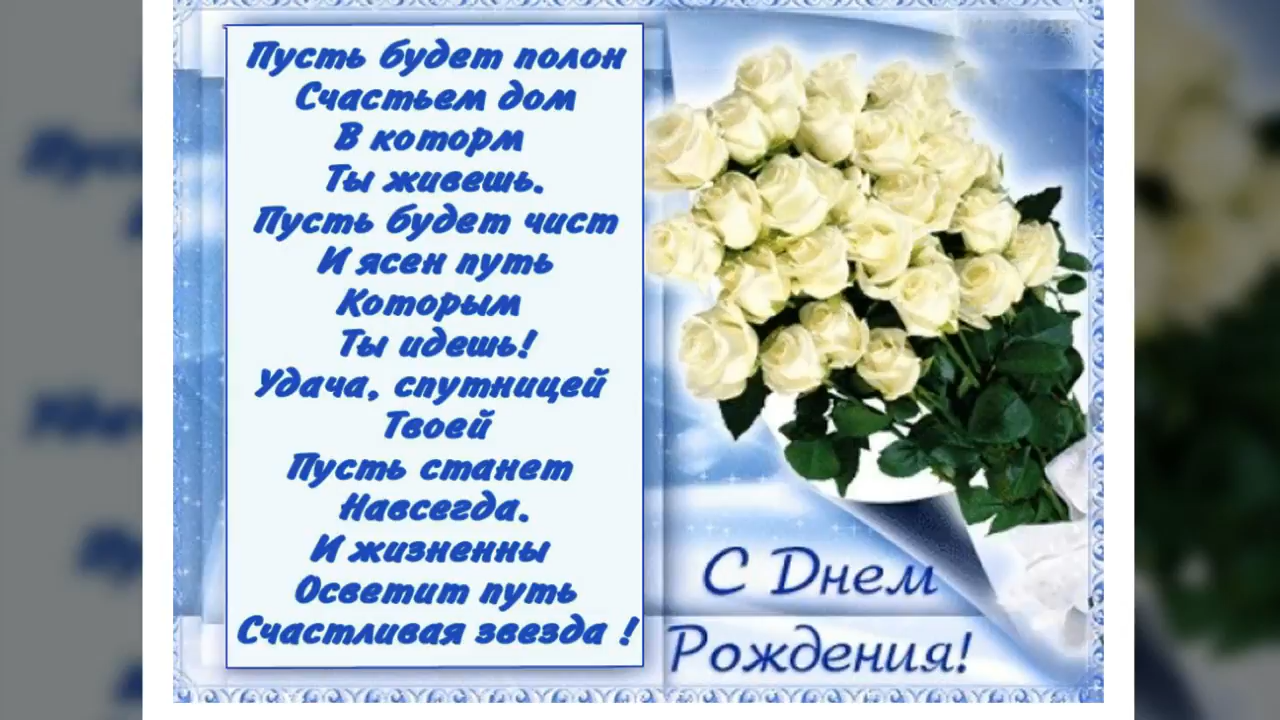 Пусть будет полон
Счастьем дом
В которм
Ты живешь.
Пусть будет чист
И ясен путь
Которым
Ты идешь!
Удача, спутницей
Твоей
Пусть станет
Навсегда.
И жизненны
Осветит путь
Счастливая звезда !
С Днем
Рождения!